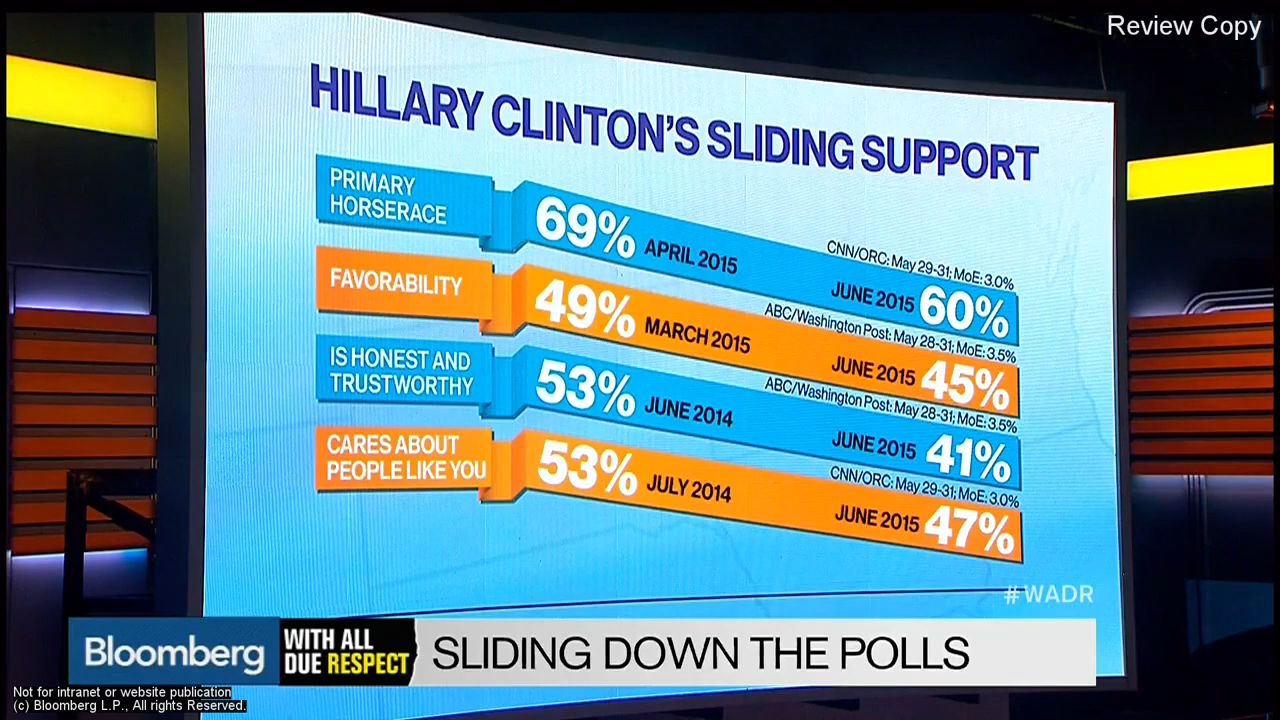 Review Copy
HILLARY CLINTON'S SLIDING SUPPORT
PRIMARY
HORSERACE
69% APRIL 2015
CNN/ORC: May 29-31; MoE: 3.0%
JUNE 2015 60%
FAVORABILITY
49% MARCH 2015
ABC/Washington Post: May 28-31; MoE: 3.5%
JUNE 2015 45%
IS HONEST AND
TRUSTWORTHY
53% JUNE 2014
ABC/Washington Post: May 28-31; MoE: 3.5%
JUNE 2015 41%
CARES ABOUT
PEOPLE LIKE YOU
53% JULY 2014
CNN/ORC: May 29-31; MoE: 3.0%
JUNE 2015 47%
#WADR
Bloomberg
WITH ALL
DUE RESPECT
SLIDING DOWN THE POLLS
Not for intranet or website publication
(c) Bloomberg L.P., All rights Reserved.